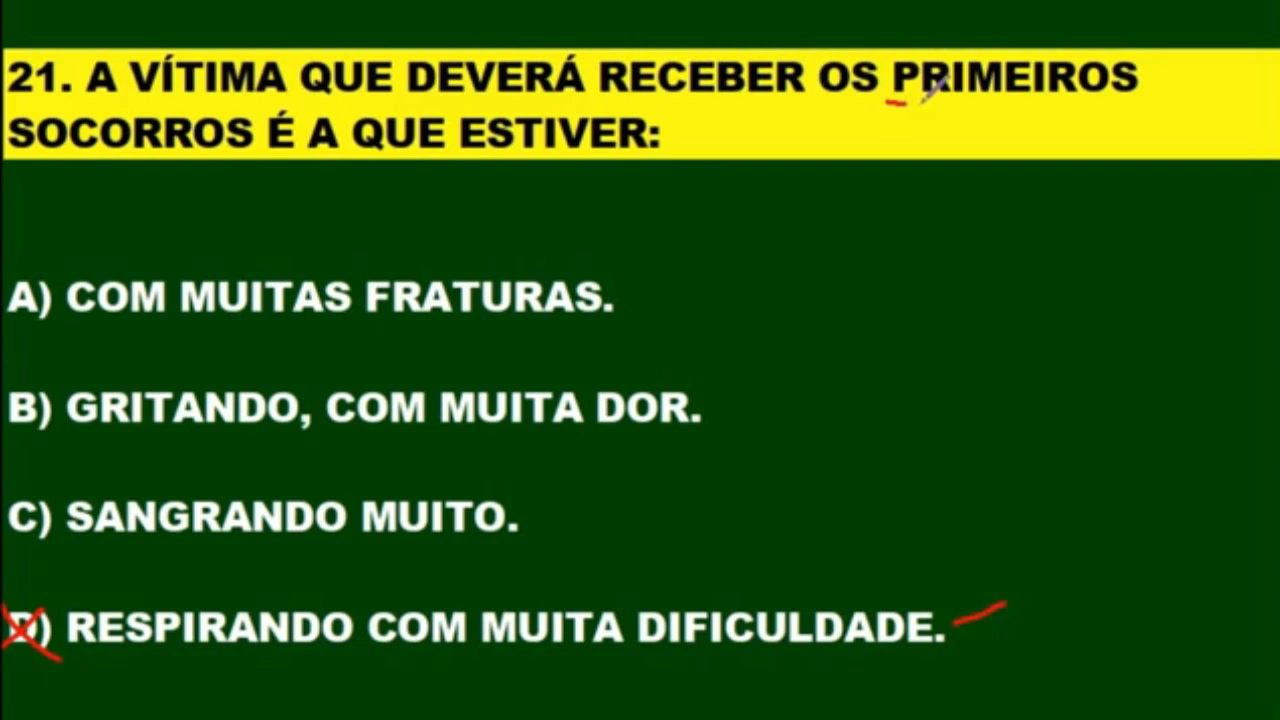 21. A VÍTIMA QUE DEVERÁ RECEBER OS PRIMEIROS
SOCORROS É A QUE ESTIVER:
A) COM MUITAS FRATURAS.
B) GRITANDO, COM MUITA DOR.
C) SANGRANDO MUITO.
D) RESPIRANDO COM MUITA DIFICULDADE.